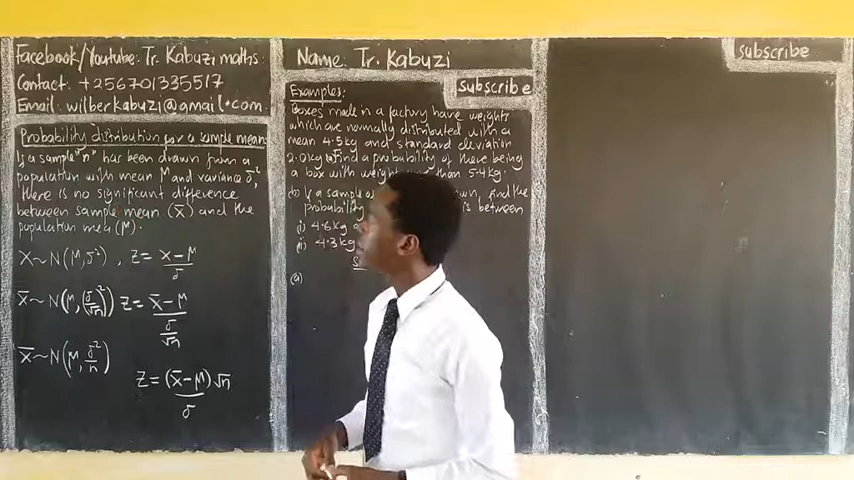 Facebook/Youtube: Tr. Kabuzi maths
Contact: +256701335517
Email: wilberkabuzi@gmail.com
Probability distribution for a sample mean
If a sample "n" has been drawn from a
population with mean M and variance σ²,
there is no significant difference
between sample mean (X̄) and the
population mean (M).
X~N(M,σ²), Z = X-M/σ
X̄~N(M,(σ/√n)²) Z = X̄-M/σ/√n
X̄~N(M,σ²/n)
Z = (X̄-M)√n/σ
Name: Tr. Kabuzi
subscribe
Examples
Boxes made in a factory have weights
which are normally distributed with a
mean 4.5kg and standard deviation
2.0kg (a) Find a probability of there being
a box with than 5.4kg.
(b) If a sample find the
probability is between
(i) 4.6kg
(ii) 4.3kg
(a)
subscribe